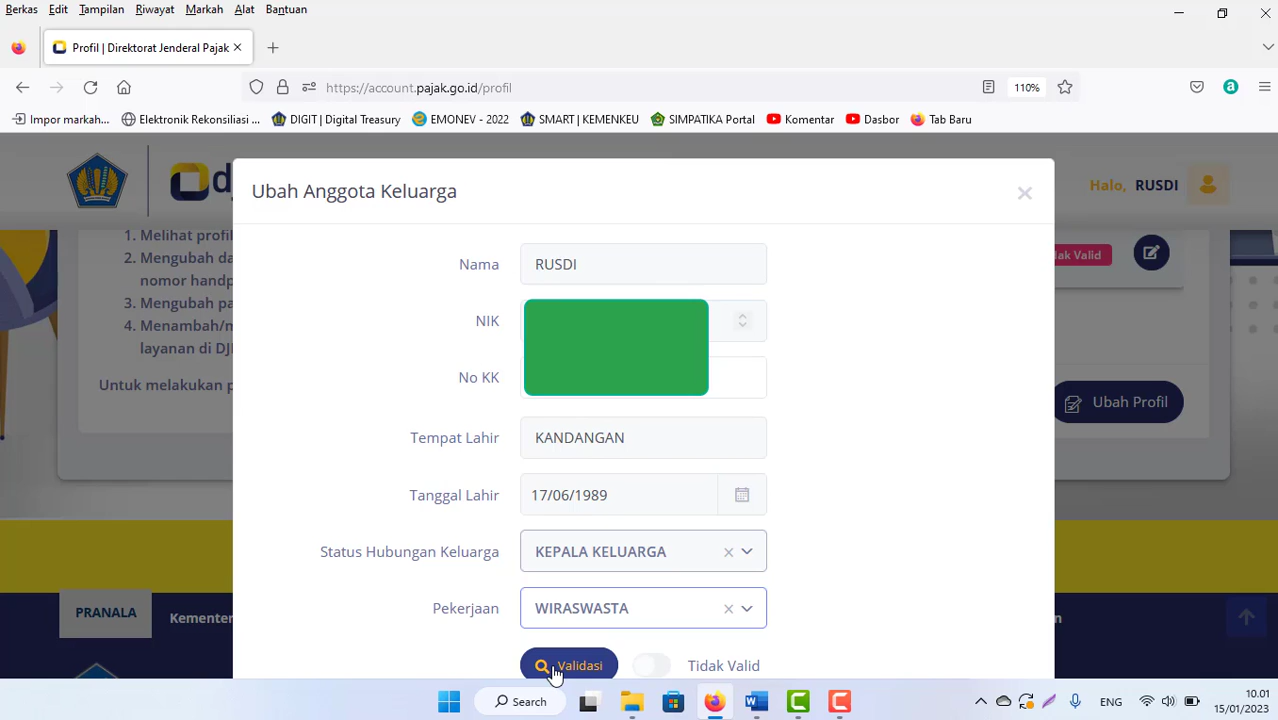 Berkas Edit Tampilan Riwayat Markah Alat Bantuan
Profil | Direktorat Jenderal Pajak
https://account.pajak.go.id/profil
110%
Impor markah... Elektronik Rekonsiliasi ... DIGIT | Digital Treasury EMONEV - 2022 SMART | KEMENKEU SIMPATIKA Portal Komentar Dasbor Tab Baru
Halo, RUSDI
Ubah Anggota Keluarga
1. Melihat profi
2. Mengubah da
nomor handp
3. Mengubah pa
4. Menambah/m
layanan di DJ
Untuk melakukan p
lak Valid
Ubah Profil
Nama RUSDI
NIK
No KK
Tempat Lahir KANDANGAN
Tanggal Lahir 17/06/1989
Status Hubungan Keluarga KEPALA KELUARGA
Pekerjaan WIRASWASTA
Validasi Tidak Valid
PRANALA Kementer
Search
ENG
10.01
15/01/2023